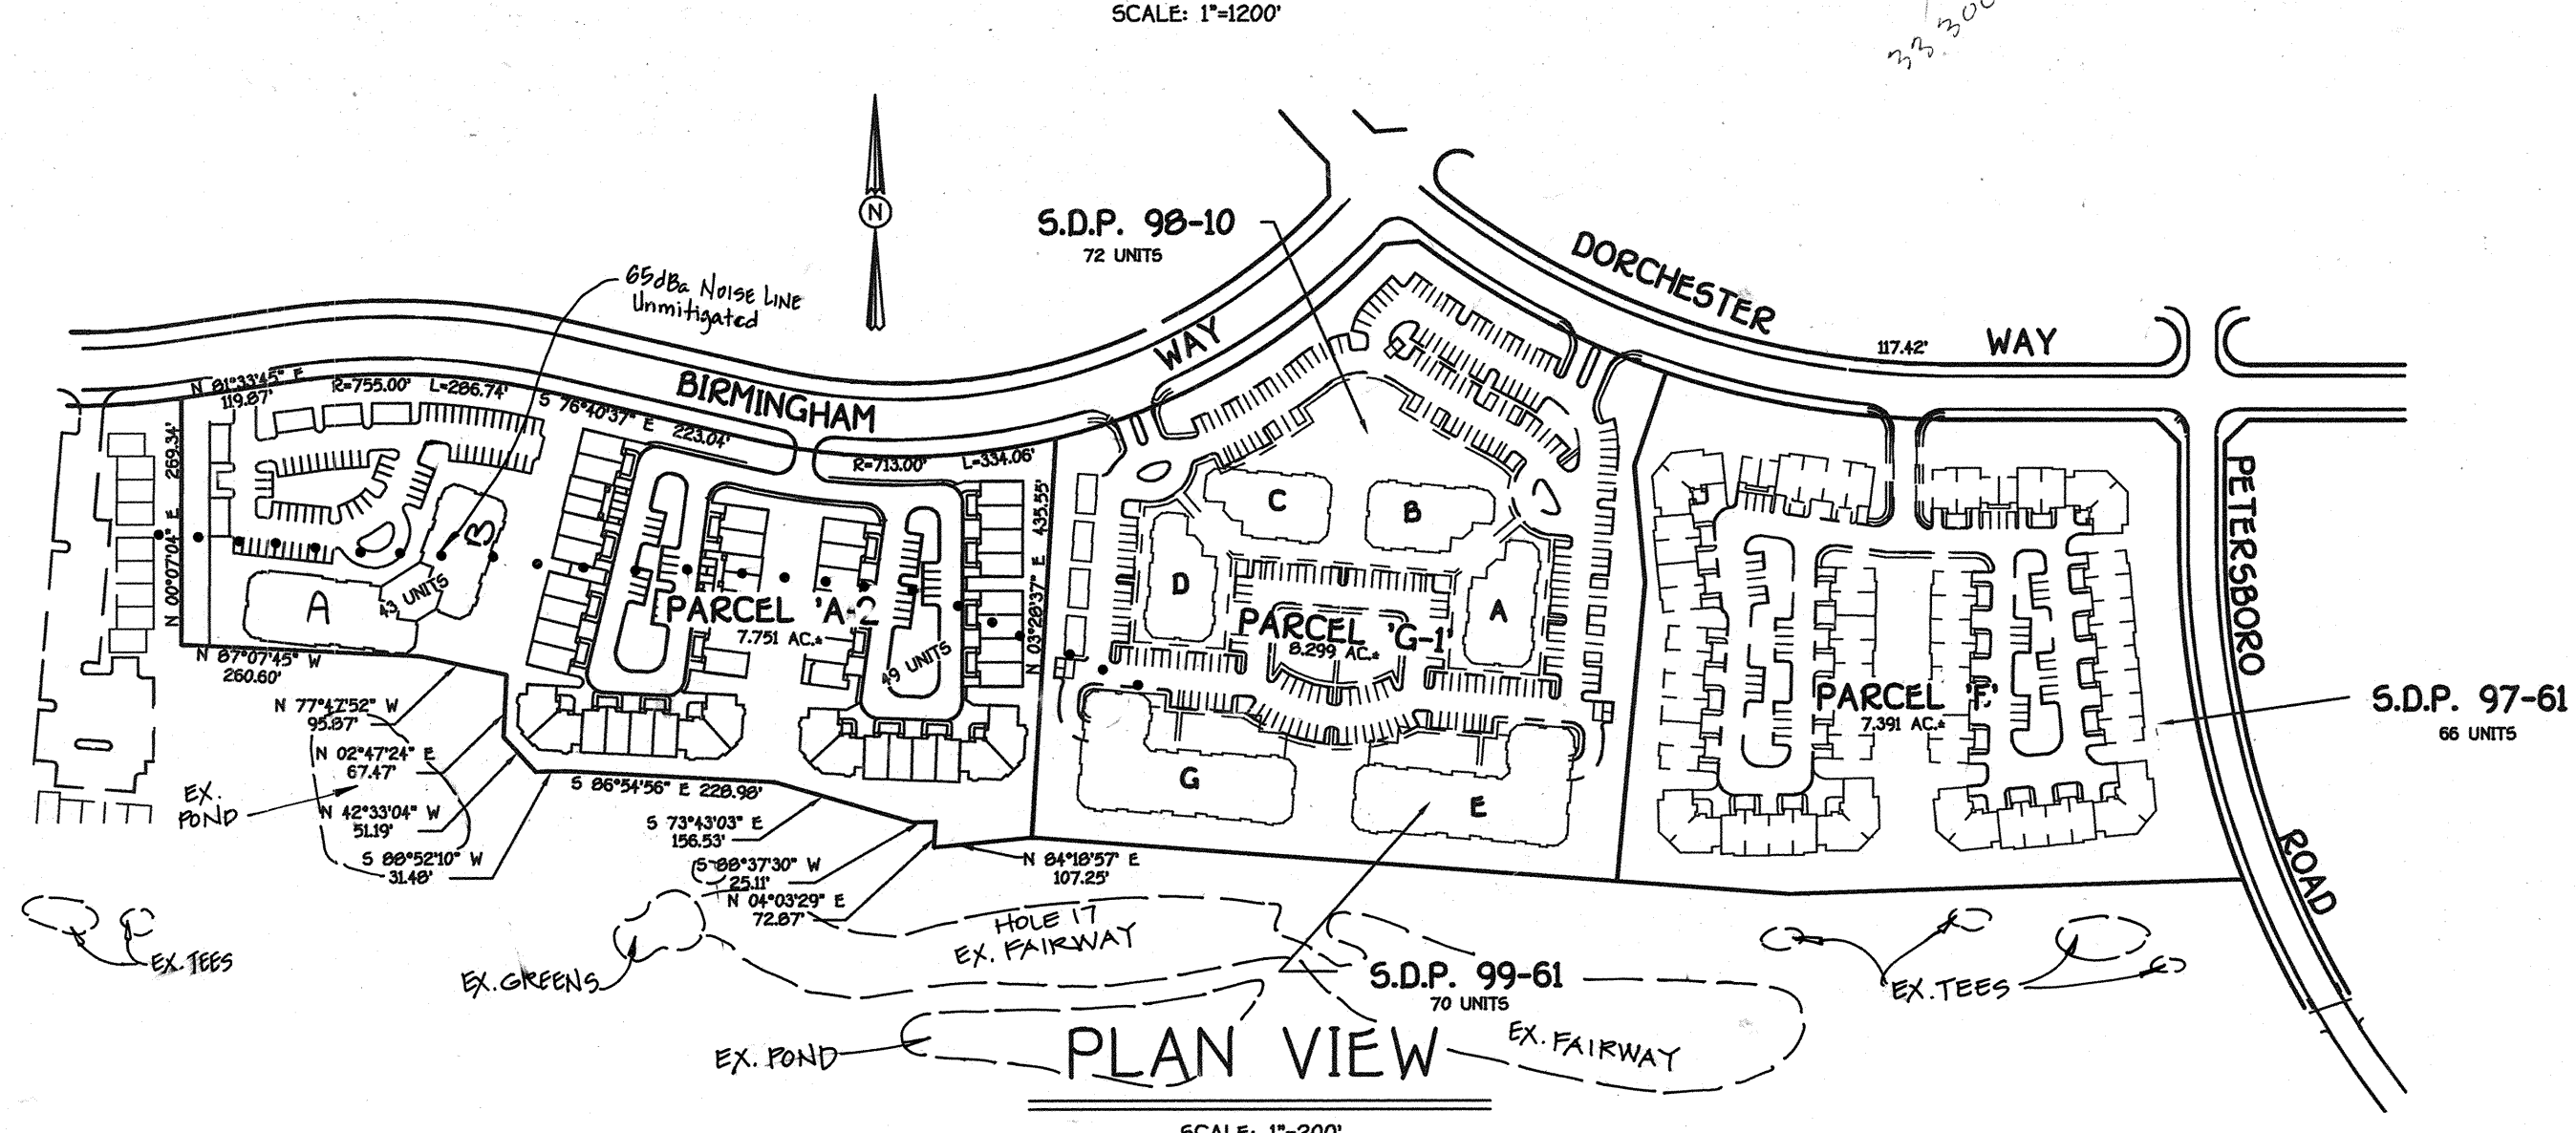 SCALE: 1"=1200'
33 300
N
S.D.P. 98-10
72 UNITS
65dBa NOISE LINE
Unmitigated
DORCHESTER
WAY
117.42'
BIRMINGHAM
WAY
N 81°33'45" E
119.87'
R=755.00' L=286.74'
S 76°40'37" E 223.04'
R=713.00' L=334.06'
N 00°07'04" E 269.34'
N 03°28'37" E 435.55'
PETERSBORO
ROAD
A
B
43 UNITS
PARCEL 'A-2
7.751 AC.±
49 UNITS
C
B
D
A
PARCEL 'G-1'
8.299 AC.±
G
E
PARCEL 'F'
7.391 AC.±
S.D.P. 97-61
66 UNITS
N 87°07'45" W
260.60'
N 77°47'52" W
95.87'
N 02°47'24" E
67.47'
N 42°33'04" W
51.19'
S 88°52'10" W
31.48'
EX.
POND
S 86°54'56" E 228.98'
S 73°43'03" E
156.53'
S 88°37'30" W
25.11'
N 04°03'29" E
72.87'
N 84°18'57" E
107.25'
EX. TEES
EX. GREENS
HOLE 17
EX. FAIRWAY
S.D.P. 99-61
70 UNITS
EX. TEES
EX. POND
PLAN VIEW
EX. FAIRWAY
SCALE: 1"=200'